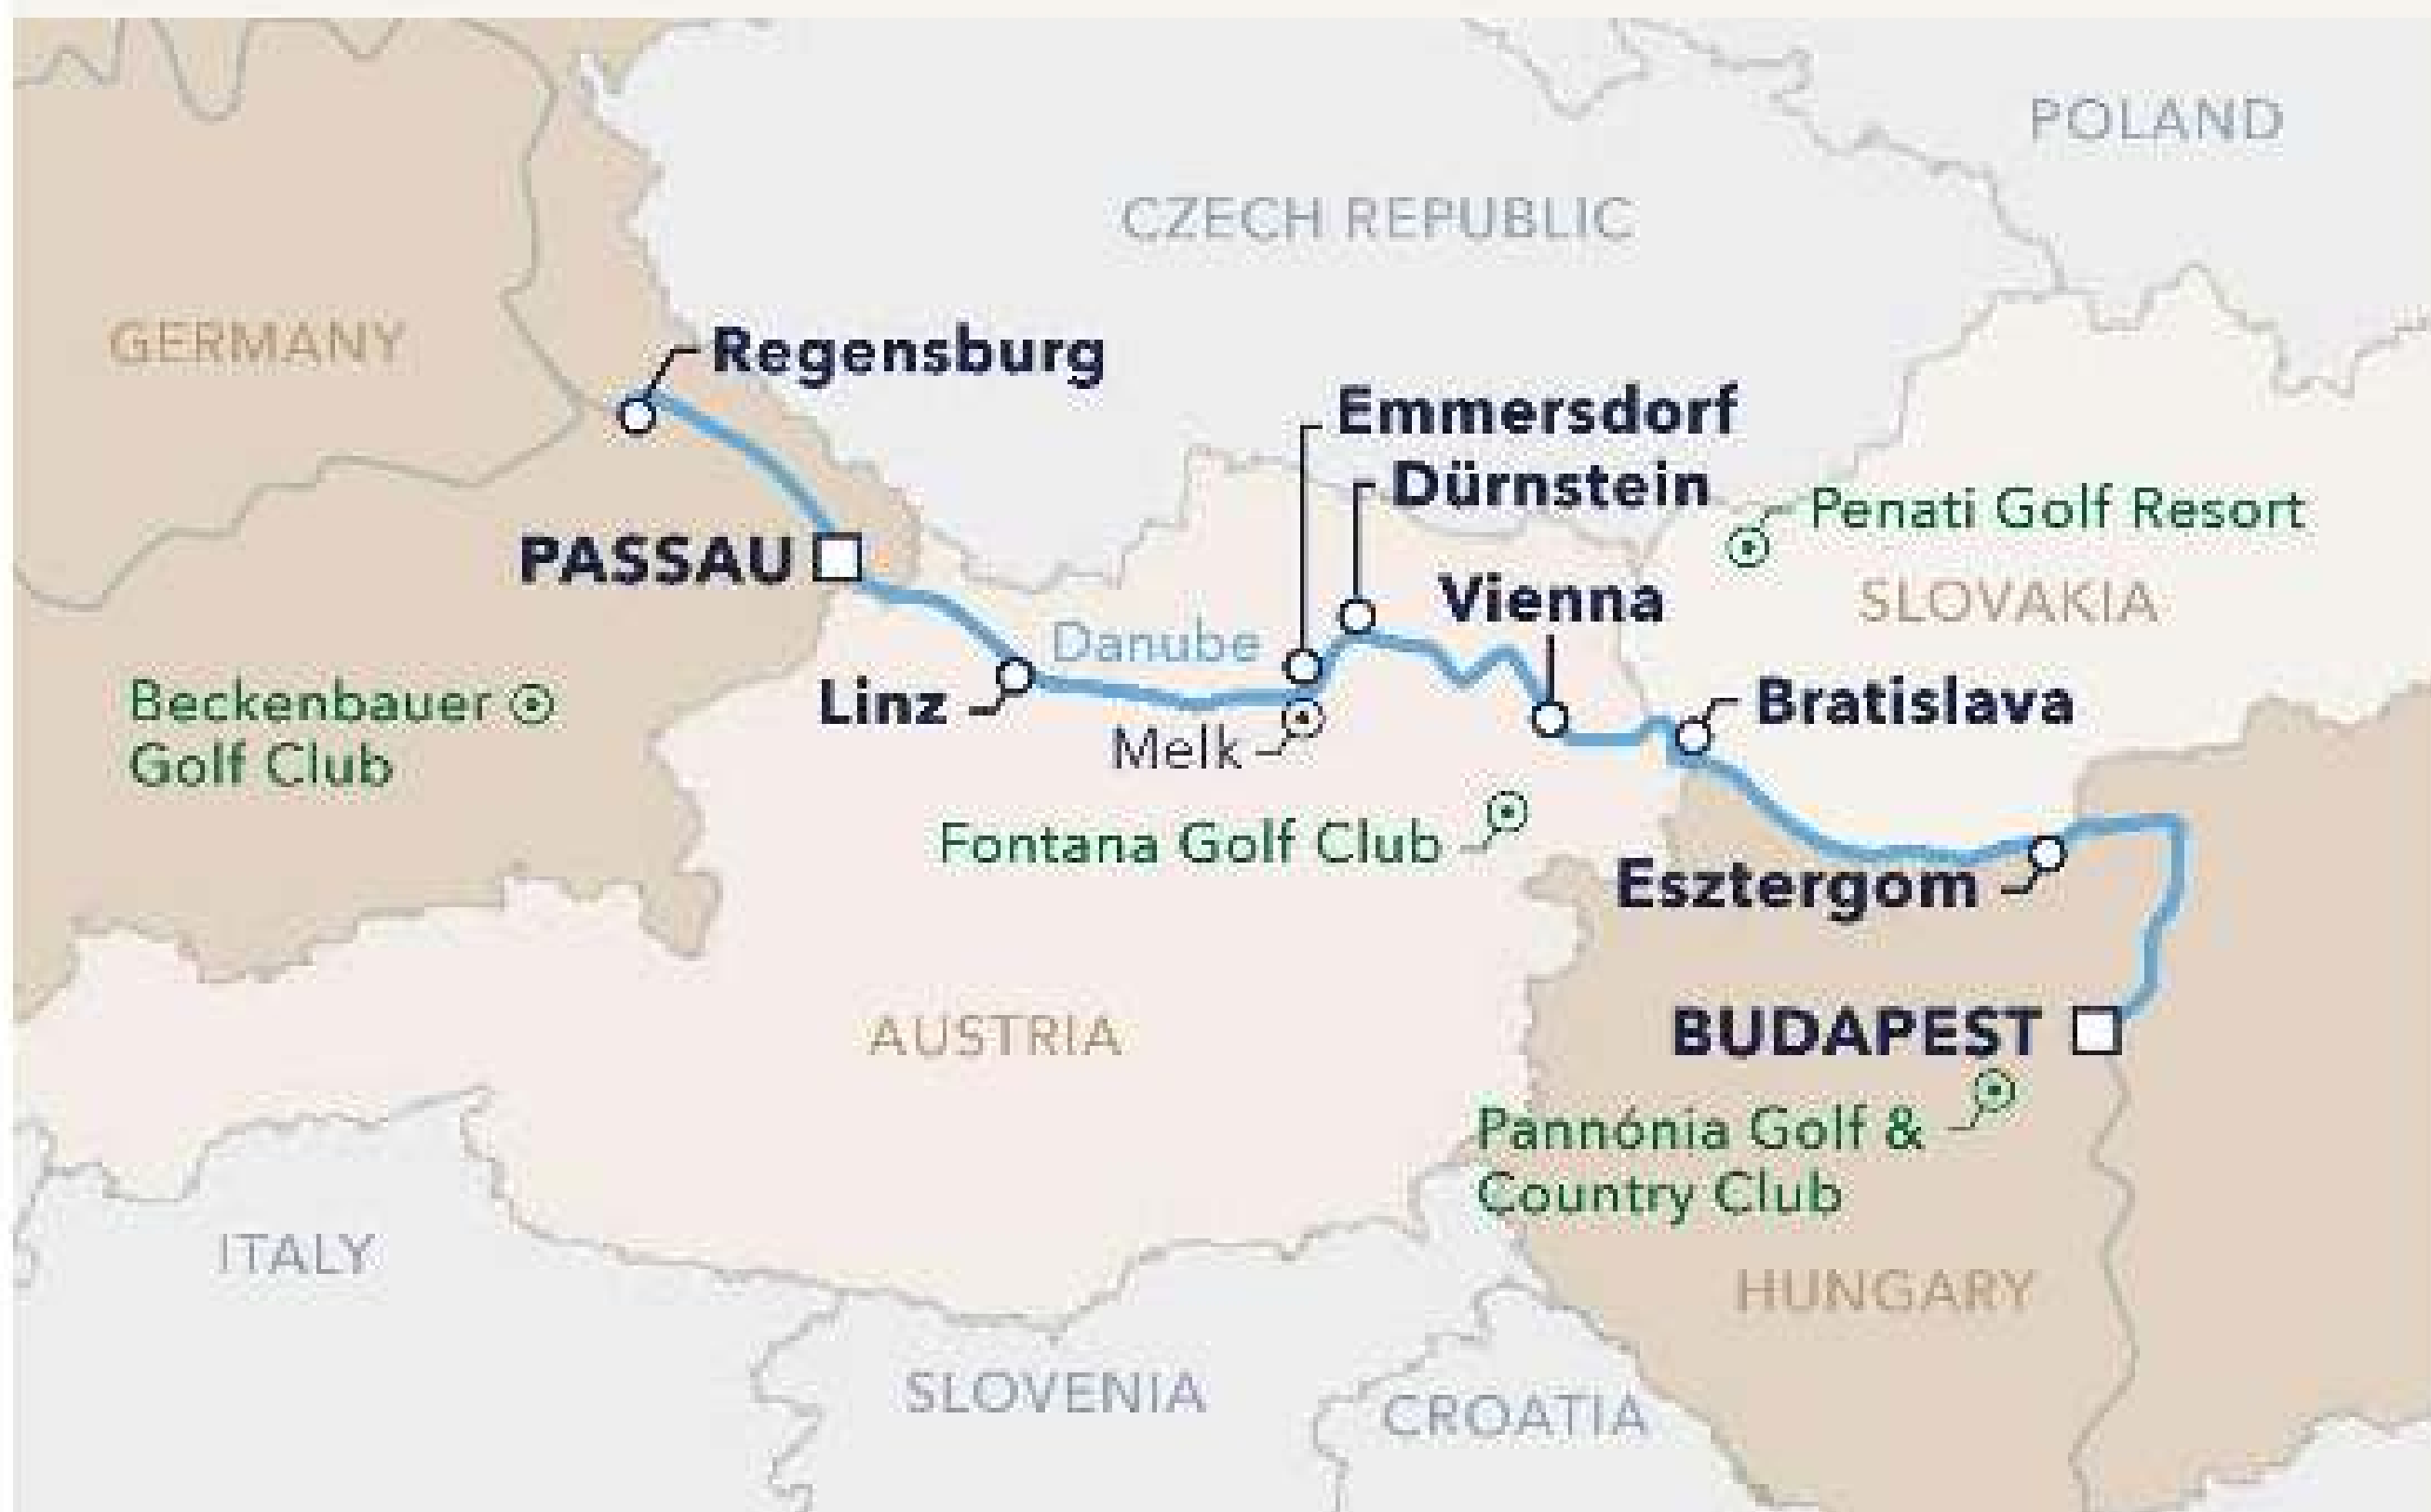 POLAND
CZECH REPUBLIC
GERMANY
Regensburg
Emmersdorf
Dürnstein
Penati Golf Resort
PASSAU
Vienna
SLOVAKIA
Danube
Beckenbauer
Golf Club
Linz
Bratislava
Melk
Fontana Golf Club
Esztergom
AUSTRIA
BUDAPEST
Pannónia Golf &
Country Club
ITALY
HUNGARY
SLOVENIA
CROATIA